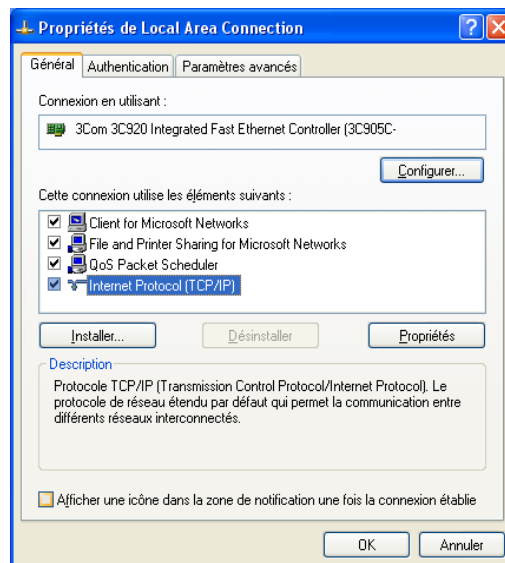 Propriétés de Local Area Connection
Général Authentication Paramètres avancés
Connexion en utilisant :
3Com 3C920 Integrated Fast Ethernet Controller (3C905C-
Configurer...
Cette connexion utilise les éléments suivants :
Client for Microsoft Networks
File and Printer Sharing for Microsoft Networks
QoS Packet Scheduler
Internet Protocol (TCP/IP)
Installer... Désinstaller Propriétés
Description
Protocole TCP/IP (Transmission Control Protocol/Internet Protocol). Le
protocole de réseau étendu par défaut qui permet la communication entre
différents réseaux interconnectés.
Afficher une icône dans la zone de notification une fois la connexion établie
OK Annuler